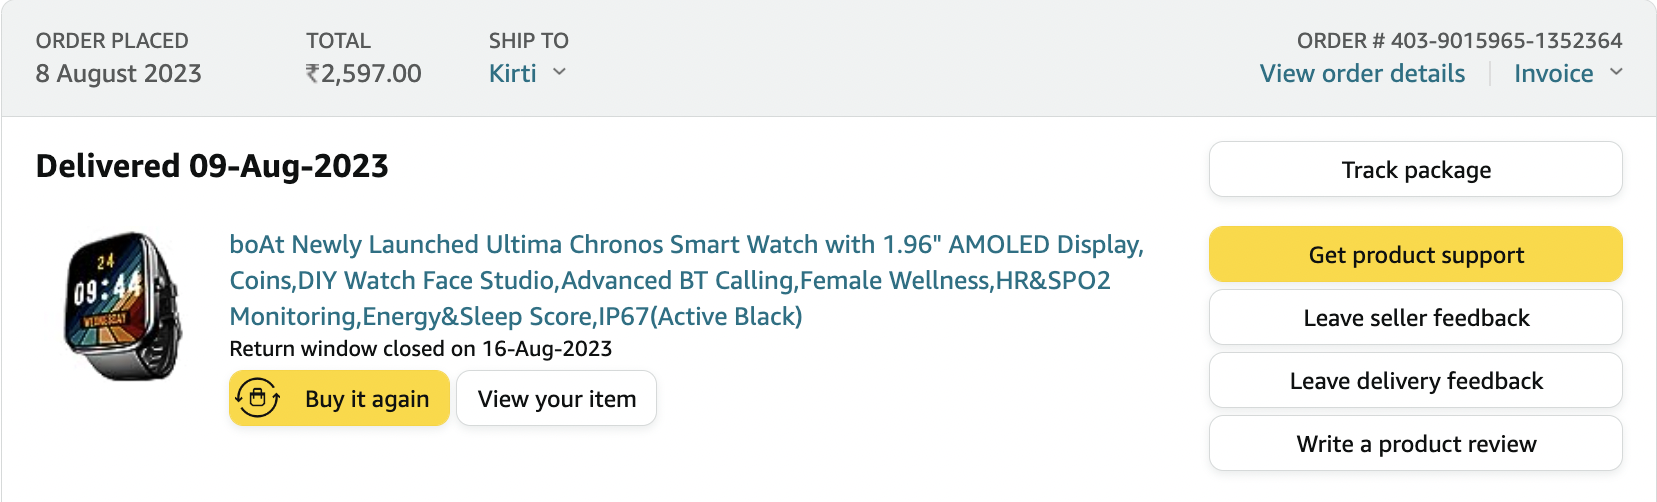 ORDER PLACED
8 August 2023
TOTAL
₹2,597.00
SHIP TO
Kirti
ORDER # 403-9015965-1352364
View order details
Invoice
Delivered 09-Aug-2023
24
09:44
WEDNESDAY
boAt Newly Launched Ultima Chronos Smart Watch with 1.96" AMOLED Display,
Coins,DIY Watch Face Studio,Advanced BT Calling,Female Wellness,HR&SPO2
Monitoring,Energy&Sleep Score,IP67(Active Black)
Return window closed on 16-Aug-2023
Buy it again
View your item
Track package
Get product support
Leave seller feedback
Leave delivery feedback
Write a product review